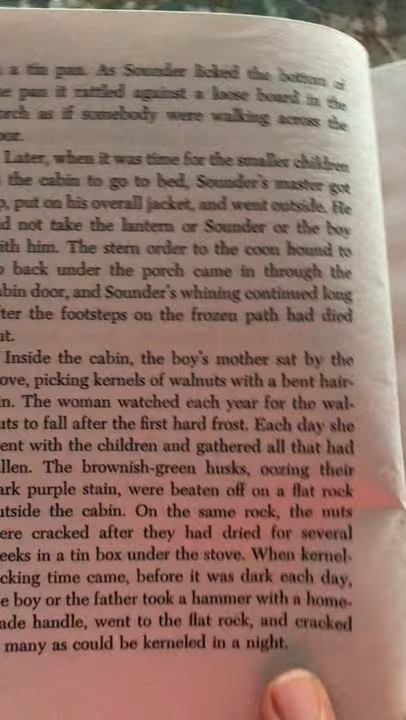 a tin pan. As Sounder licked the bottom of
pan it rattled against a loose board in the
as if somebody were walking across the
Later, when it was time for the smaller children
the cabin to go to bed, Sounder's master got
put on his overall jacket, and went outside. He
not take the lantern or Sounder or the boy
ith him. The stern order to the coon hound to
back under the porch came in through the
bin door, and Sounder's whining continued long
ter the footsteps on the frozen path had died
ut.
Inside the cabin, the boy's mother sat by the
ove, picking kernels of walnuts with a bent hair-
in. The woman watched each year for the wal-
uts to fall after the first hard frost. Each day she
ent with the children and gathered all that had
llen. The brownish-green husks, oozing their
ark purple stain, were beaten off on a flat rock
utside the cabin. On the same rock, the nuts
ere cracked after they had dried for several
eeks in a tin box under the stove. When kernel-
cking time came, before it was dark each day,
e boy or the father took a hammer with a home-
ade handle, went to the flat rock, and cracked
many as could be kerneled in a night.